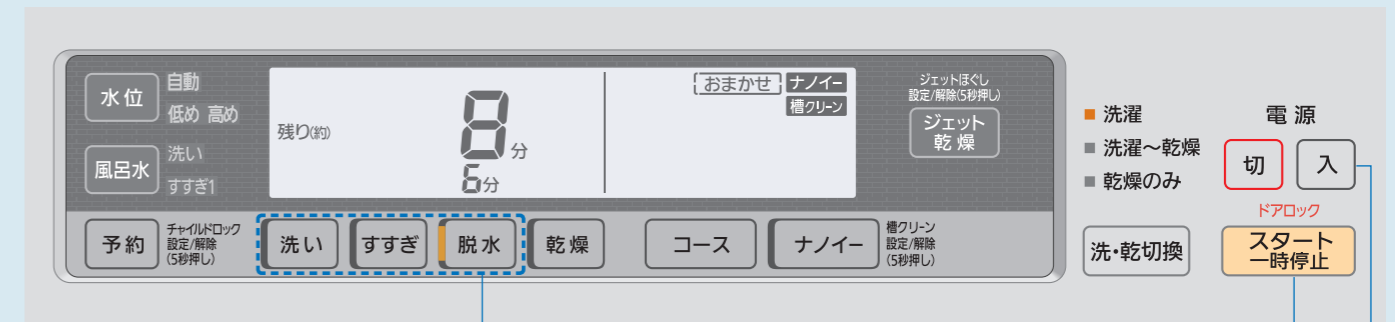 水位
自動
低め 高め
風呂水
洗い
すすぎ1
残り(約)
8分
6分
おまかせ ナノイー
槽クリーン
ジェットほぐし
設定/解除(5秒押し)
ジェット
乾燥
予約
チャイルドロック
設定/解除
(5秒押し)
洗い
すすぎ
脱水
乾燥
コース
ナノイー
槽クリーン
設定/解除
(5秒押し)
洗濯
洗濯〜乾燥
乾燥のみ
洗・乾切換
電源
切
入
ドアロック
スタート
一時停止